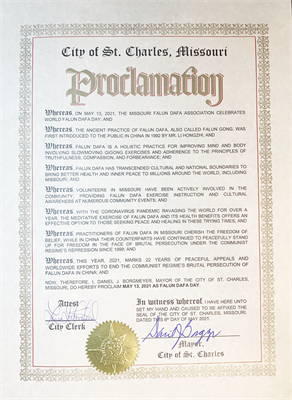 City of St. Charles, Missouri
Proclamation
Whereas, ON MAY 13, 2021, THE MISSOURI FALUN DAFA ASSOCIATION CELEBRATES
WORLD FALUN DAFA DAY; AND
Whereas, THE ANCIENT PRACTICE OF FALUN DAFA, ALSO CALLED FALUN GONG, WAS
FIRST INTRODUCED TO THE PUBLIC IN CHINA IN 1992 BY MR. LI HONGZHI; AND
Whereas, FALUN DAFA IS A HOLISTIC PRACTICE FOR IMPROVING MIND AND BODY
INVOLVING SLOWMOVING QIGONG EXERCISES AND ADHERENCE TO THE PRINCIPLES OF
TRUTHFULNESS, COMPASSION, AND FORBEARANCE; AND
Whereas, FALUN DAFA HAS TRANSCENDED CULTURAL AND NATIONAL BOUNDARIES TO
BRING BETTER HEALTH AND INNER PEACE TO MILLIONS AROUND THE WORLD, INCLUDING
MISSOURI; AND
Whereas, VOLUNTEERS IN MISSOURI HAVE BEEN ACTIVELY INVOLVED IN THE
COMMUNITY PROVIDING FALUN DAFA EXERCISE INSTRUCTION AND CULTURAL
AWARENESS AT NUMEROUS COMMUNITY EVENTS; AND
Whereas, WITH THE CORONAVIRUS PANDEMIC RAVAGING THE WORLD FOR OVER A
YEAR, THE MEDITATIVE EXERCISE OF FALUN DAFA AND ITS HEALTH BENEFITS OFFERS AN
EFFECTIVE OPTION TO THOSE SEEKING PEACE AND HEALING IN THESE TRYING TIMES; AND
Whereas, PRACTITIONERS OF FALUN DAFA IN MISSOURI CHERISH THE FREEDOM OF
BELIEF, WHILE IN CHINA THEIR COUNTERPARTS HAVE CONTINUED TO PEACEFULLY STAND
UP FOR FREEDOM IN THE FACE OF BRUTAL PERSECUTION UNDER THE COMMUNIST
REGIME'S REPRESSION SINCE 1999; AND
Whereas, THIS YEAR, 2021, MARKS 22 YEARS OF PEACEFUL APPEALS AND
WORLDWIDE EFFORTS TO END THE COMMUNIST REGIME'S BRUTAL PERSECUTION OF
FALUN DAFA IN CHINA; AND
NOW, THEREFORE, I, DANIEL J. BORGMEYER, MAYOR OF THE CITY OF ST. CHARLES,
MISSOURI, DO HEREBY PROCLAIM MAY 13, 2021 AS FALUN DAFA DAY.
Attest
City Clerk
In witness whereof, I HAVE HERE UNTO
SET MY HAND AND CAUSED TO BE AFFIXED THE
SEAL OF THE CITY OF ST. CHARLES, MISSOURI,
DATED THIS 6TH DAY OF MAY 2021.
Mayor,
City of St. Charles